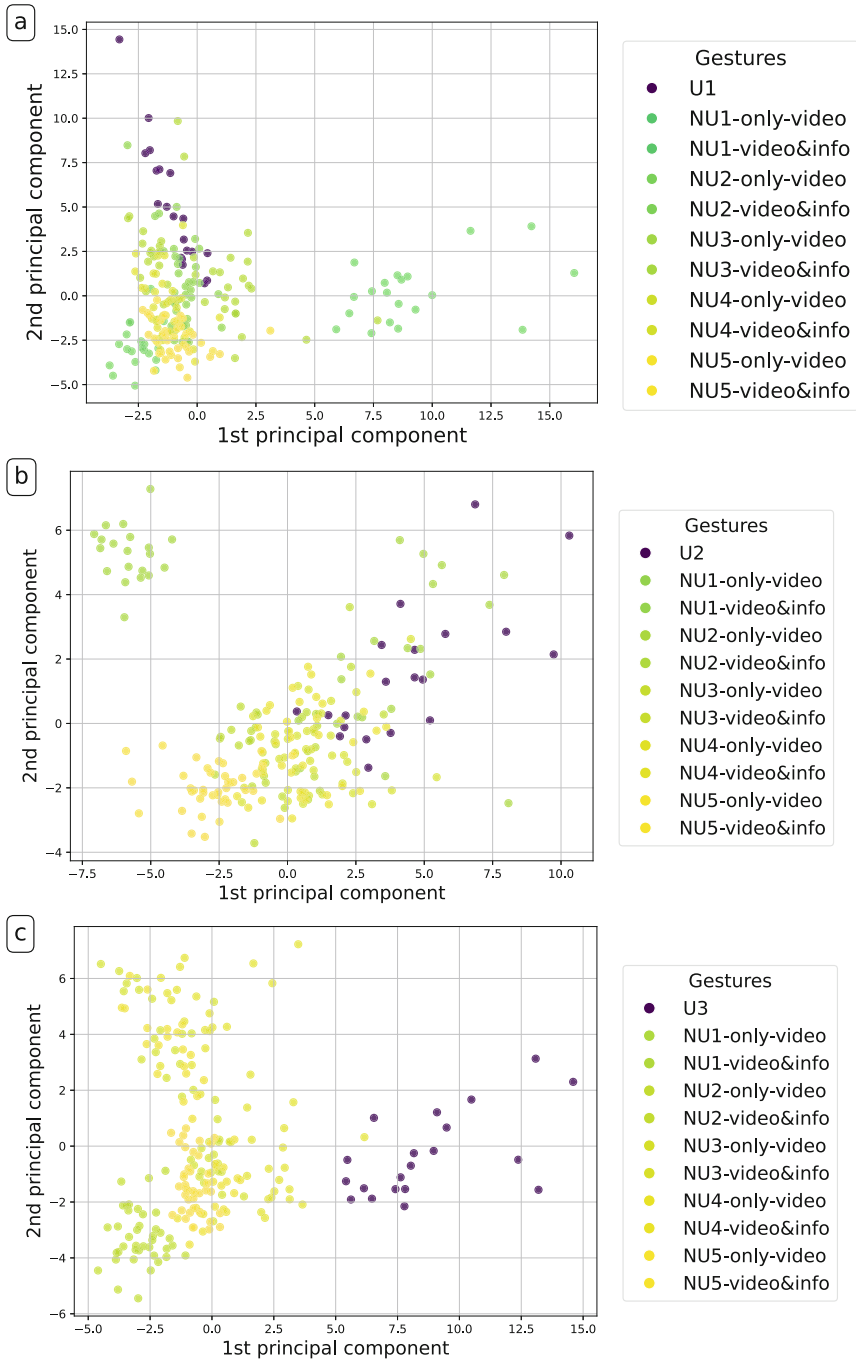 a
15.0
12.5
10.0
7.5
5.0
2.5
0.0
−2.5
−5.0
2nd principal component
−2.5 0.0 2.5 5.0 7.5 10.0 12.5 15.0
1st principal component
Gestures
U1
NU1-only-video
NU1-video&info
NU2-only-video
NU2-video&info
NU3-only-video
NU3-video&info
NU4-only-video
NU4-video&info
NU5-only-video
NU5-video&info
b
6
4
2
0
−2
−4
2nd principal component
−7.5 −5.0 −2.5 0.0 2.5 5.0 7.5 10.0
1st principal component
Gestures
U2
NU1-only-video
NU1-video&info
NU2-only-video
NU2-video&info
NU3-only-video
NU3-video&info
NU4-only-video
NU4-video&info
NU5-only-video
NU5-video&info
c
6
4
2
0
−2
−4
−6
2nd principal component
−5.0 −2.5 0.0 2.5 5.0 7.5 10.0 12.5 15.0
1st principal component
Gestures
U3
NU1-only-video
NU1-video&info
NU2-only-video
NU2-video&info
NU3-only-video
NU3-video&info
NU4-only-video
NU4-video&info
NU5-only-video
NU5-video&info